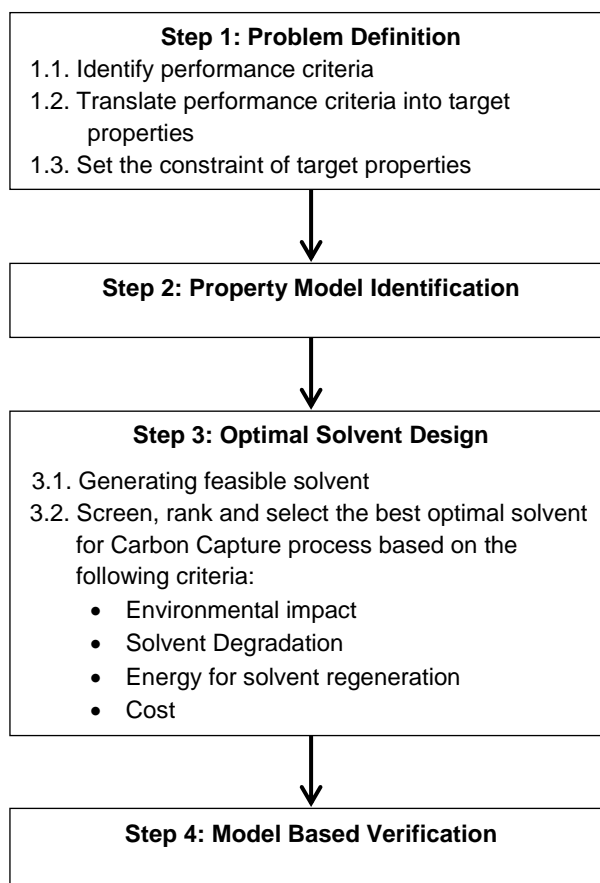 Step 1: Problem Definition
1.1. Identify performance criteria
1.2. Translate performance criteria into target
properties
1.3. Set the constraint of target properties
Step 2: Property Model Identification
Step 3: Optimal Solvent Design
3.1. Generating feasible solvent
3.2. Screen, rank and select the best optimal solvent
for Carbon Capture process based on the
following criteria:
• Environmental impact
• Solvent Degradation
• Energy for solvent regeneration
• Cost
Step 4: Model Based Verification